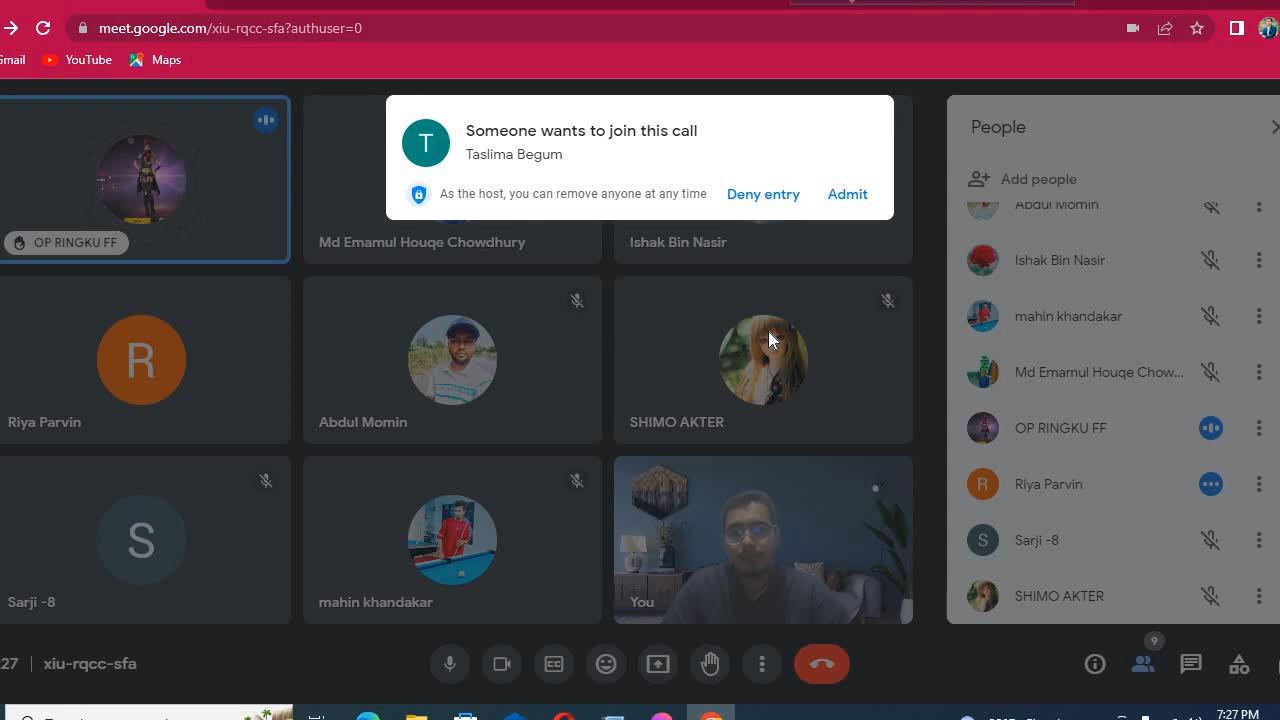 meet.google.com/xiu-rqcc-sfa?authuser=0
Gmail
YouTube
Maps
T
Someone wants to join this call
Taslima Begum
As the host, you can remove anyone at any time
Deny entry
Admit
People
Add people
OP RINGKU FF
Md Emamul Houqe Chowdhury
Ishak Bin Nasir
Abdul Momin
Ishak Bin Nasir
mahin khandakar
Md Emamul Houqe Chow...
OP RINGKU FF
R
Riya Parvin
S
Sarji -8
SHIMO AKTER
R
Riya Parvin
Abdul Momin
SHIMO AKTER
S
Sarji -8
mahin khandakar
You
27 | xiu-rqcc-sfa
CC
9
7:27 PM